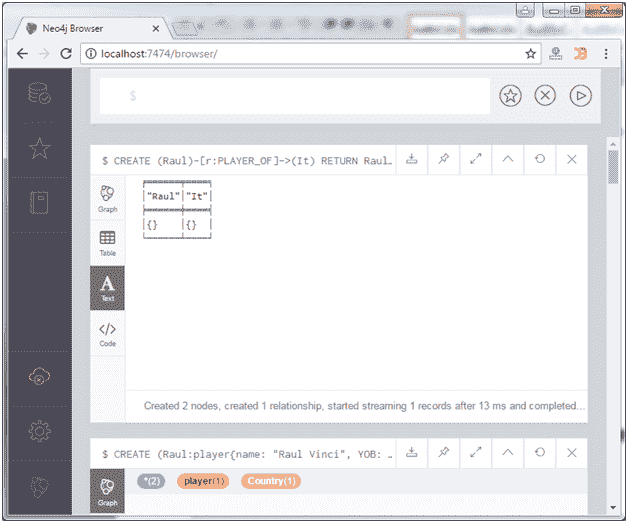 Neo4j Browser
localhost:7474/browser/
$
$ CREATE (Raul)-[r:PLAYER_OF]->(It) RETURN Raul…
Graph
"Raul" "It"
{} {}
Table
A
Text
</>
Code
Created 2 nodes, created 1 relationship, started streaming 1 records after 13 ms and completed...
$ CREATE (Raul:player{name: "Raul Vinci", YOB: …
*(2) player(1) Country(1)
Graph